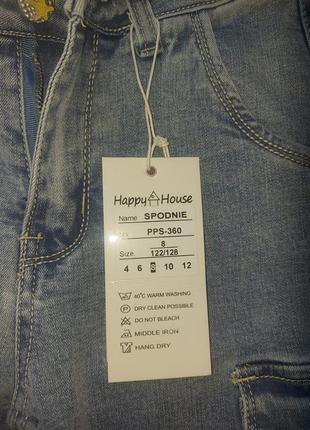 Happy House
Name SPODNIE
PPS-360
8
Size 122/128
4 6 8 10 12
40°C WARM WASHING
DRY CLEAN POSSIBLE
DO NOT BLEACH
MIDDLE IRON
HANG DRY